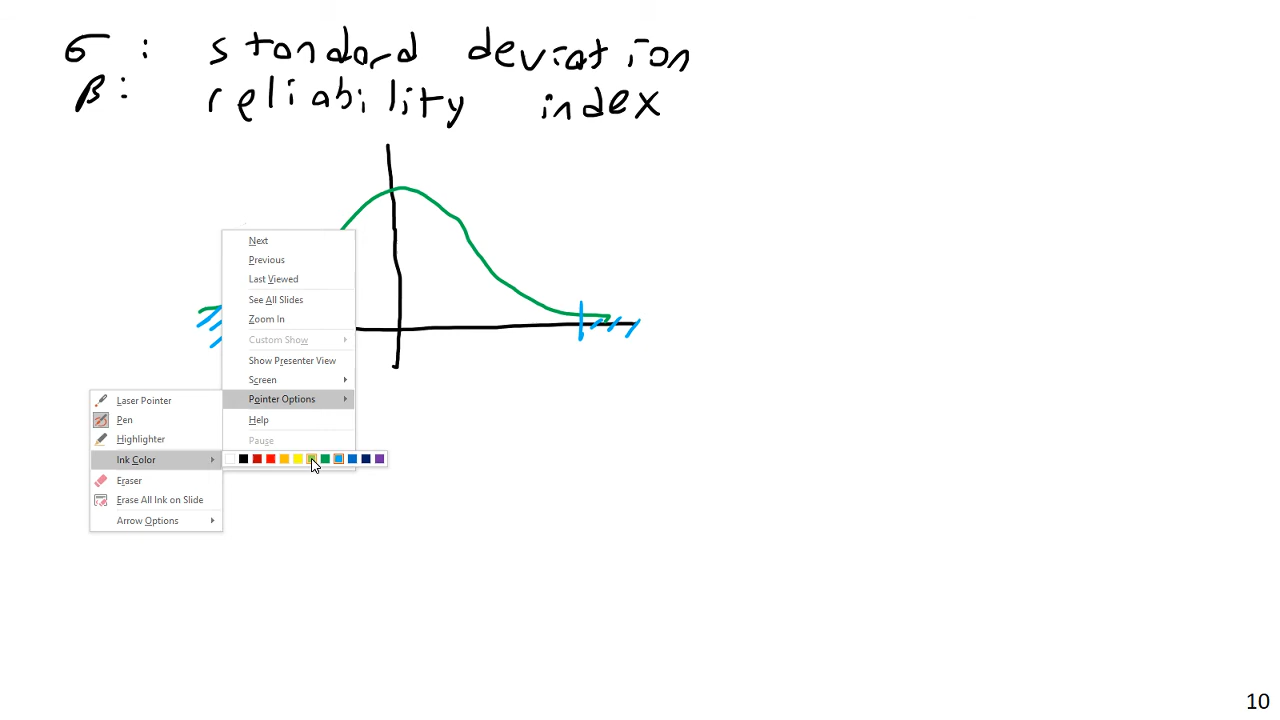 σ : standard deviation
β : reliability index
Next
Previous
Last Viewed
See All Slides
Zoom In
Custom Show
Show Presenter View
Screen
Pointer Options
Help
Pause
Laser Pointer
Pen
Highlighter
Ink Color
Eraser
Erase All Ink on Slide
Arrow Options
10